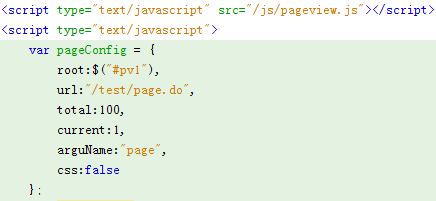 <script type="text/javascript" src="/js/pageview.js"></script>
<script type="text/javascript">
var pageConfig = {
root:$("#pv1"),
url:"/test/page.do",
total:100,
current:1,
arguName:"page",
css:false
};